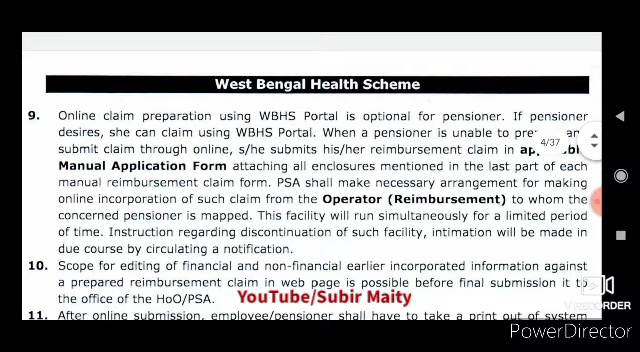 West Bengal Health Scheme
9. Online claim preparation using WBHS Portal is optional for pensioner. If pensioner
desires, she can claim using WBHS Portal. When a pensioner is unable to and
submit claim through online, s/he submits his/her reimbursement claim in
Manual Application Form attaching all enclosures mentioned in the last part of each
manual reimbursement claim form. PSA shall make necessary arrangement for making
online incorporation of such claim from the Operator (Reimbursement) to whom the
concerned pensioner is mapped. This facility will run simultaneously for a limited period
of time. Instruction regarding discontinuation of such facility, intimation will be made in
due course by circulating a notification.
10. Scope for editing of financial and non-financial earlier incorporated information against
a prepared reimbursement claim in web page is possible before final submission it to
the office of the HoO/PSA.
11. After online submission, employee/pensioner shall have to take a print out of system
4/37
YouTube/Subir Maity
V RECORDER
PowerDirector